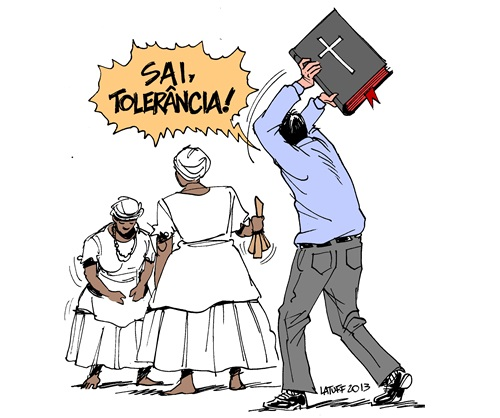 SAI,
TOLERÂNCIA!
LATUFF 2013